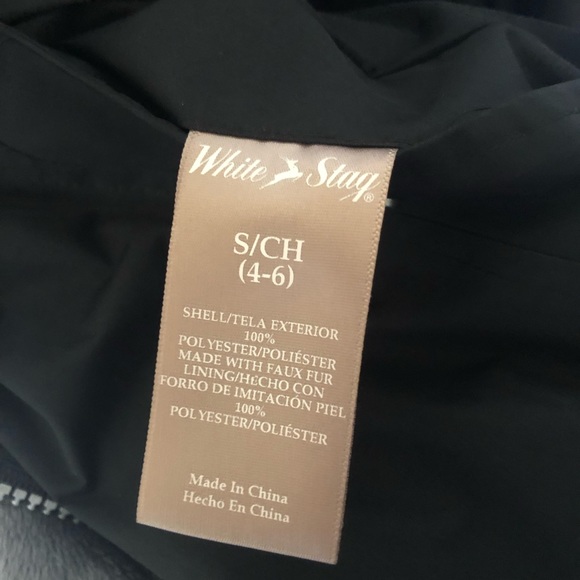 White Stag®
S/CH
(4-6)
SHELL/TELA EXTERIOR
100%
POLYESTER/POLIÉSTER
MADE WITH FAUX FUR
LINING/HECHO CON
FORRO DE IMITACIÓN PIEL
100%
POLYESTER/POLIÉSTER
Made In China
Hecho En China